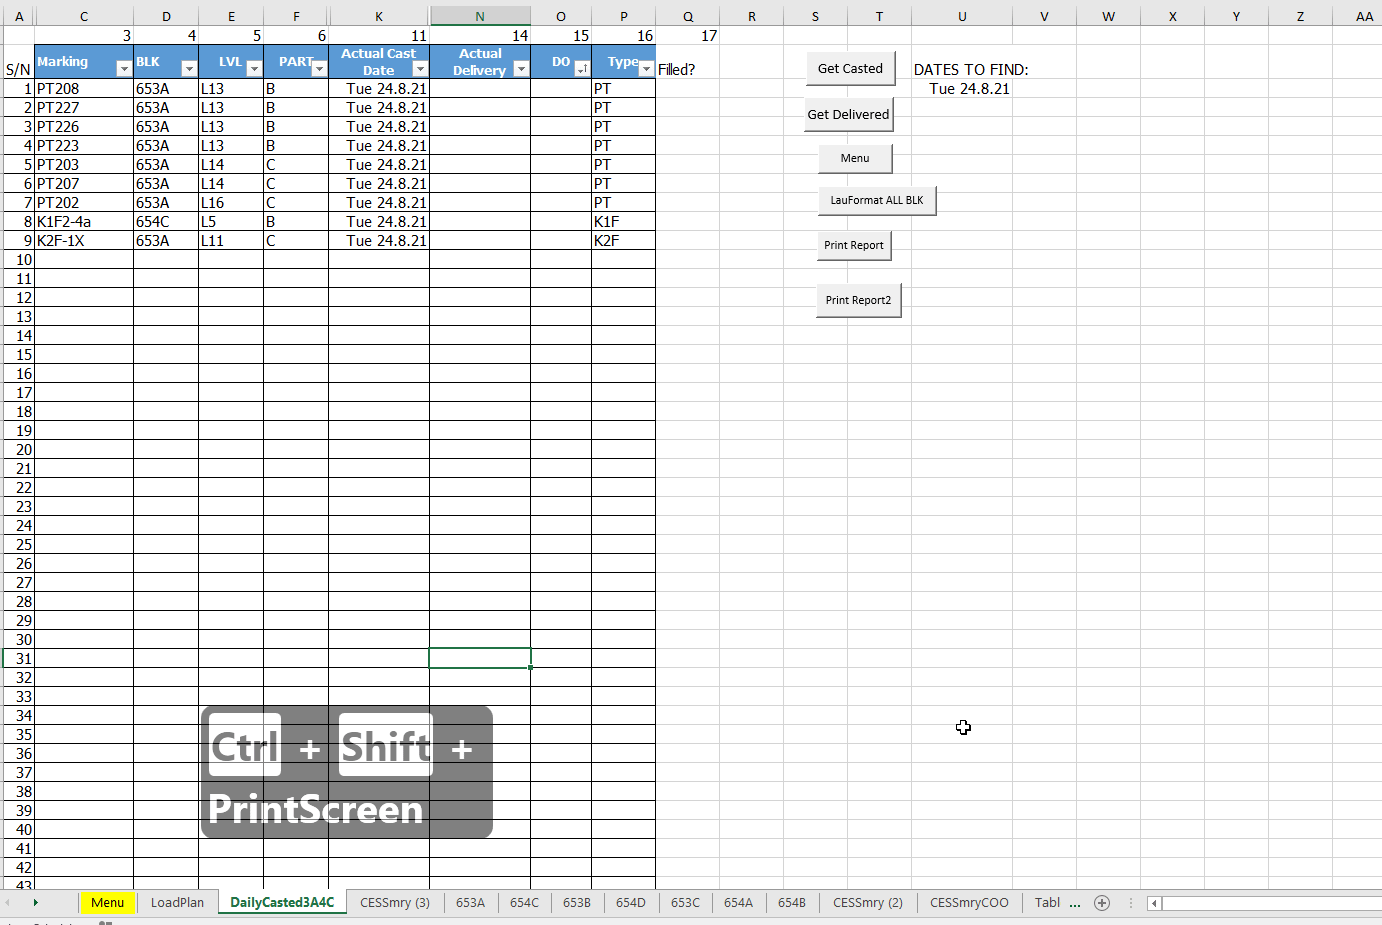 A C D E F K N O P Q R S T U V W X Y Z AA
3 4 5 6 11 14 15 16 17
S/N Marking BLK LVL PART Actual Cast Date Actual Delivery DO Type Filled?
1 PT208 653A L13 B Tue 24.8.21 PT
2 PT227 653A L13 B Tue 24.8.21 PT
3 PT226 653A L13 B Tue 24.8.21 PT
4 PT223 653A L13 B Tue 24.8.21 PT
5 PT203 653A L14 C Tue 24.8.21 PT
6 PT207 653A L14 C Tue 24.8.21 PT
7 PT202 653A L16 C Tue 24.8.21 PT
8 K1F2-4a 654C L5 B Tue 24.8.21 K1F
9 K2F-1X 653A L11 C Tue 24.8.21 K2F
10
11
12
13
14
15
16
17
18
19
20
21
22
23
24
25
26
27
28
29
30
31
32
33
34
35
36
37
38
39
40
41
42
43
Get Casted
DATES TO FIND:
Tue 24.8.21
Get Delivered
Menu
LauFormat ALL BLK
Print Report
Print Report2
Ctrl + Shift +
PrintScreen
Menu LoadPlan DailyCasted3A4C CESSmry (3) 653A 654C 653B 654D 653C 654A 654B CESSmry (2) CESSmryCOO Tabl ...